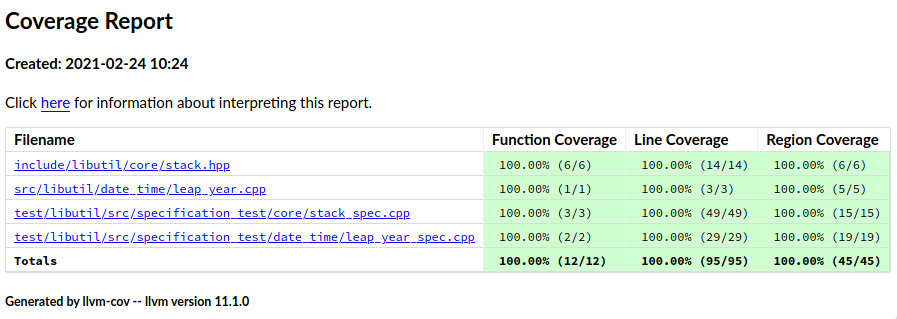 Coverage Report
Created: 2021-02-24 10:24
Click here for information about interpreting this report.
Filename Function Coverage Line Coverage Region Coverage
include/libutil/core/stack.hpp 100.00% (6/6) 100.00% (14/14) 100.00% (6/6)
src/libutil/date_time/leap_year.cpp 100.00% (1/1) 100.00% (3/3) 100.00% (5/5)
test/libutil/src/specification_test/core/stack_spec.cpp 100.00% (3/3) 100.00% (49/49) 100.00% (15/15)
test/libutil/src/specification_test/date_time/leap_year_spec.cpp 100.00% (2/2) 100.00% (29/29) 100.00% (19/19)
Totals 100.00% (12/12) 100.00% (95/95) 100.00% (45/45)
Generated by llvm-cov -- llvm version 11.1.0